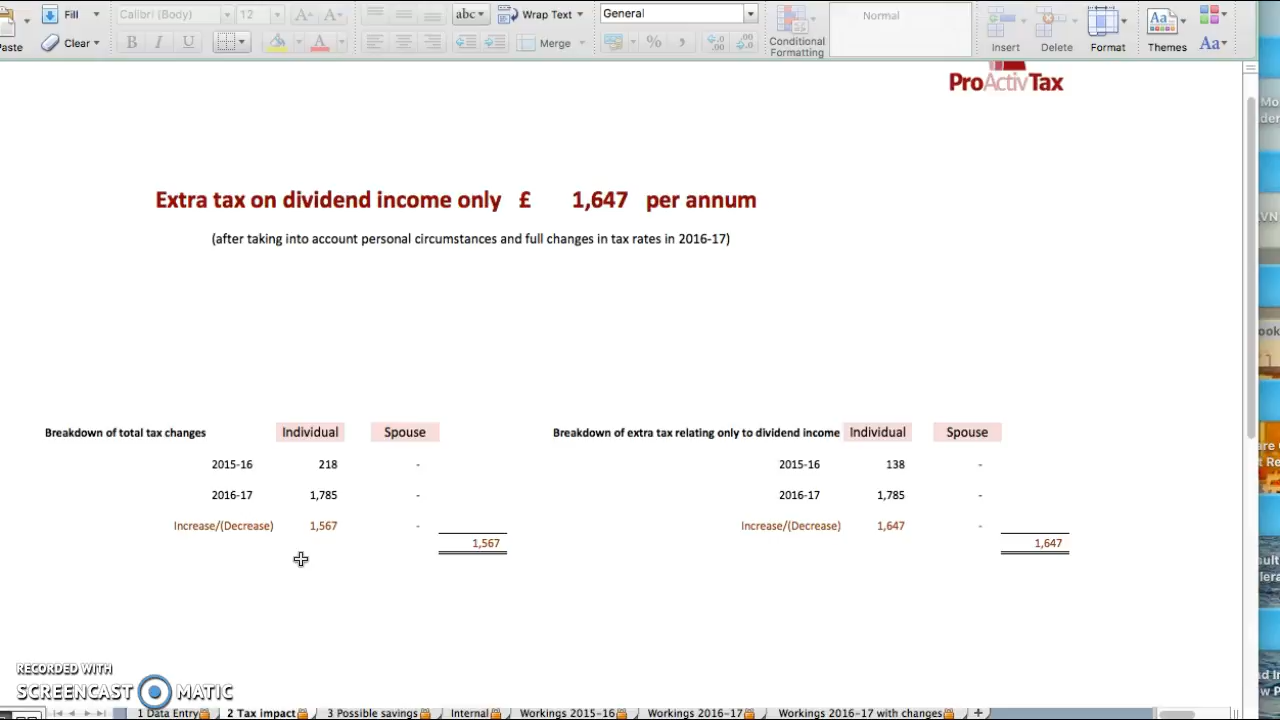 Fill
Calibri (Body)
12
abc
Wrap Text
General
Normal
Paste
Clear
B I U
A
Merge
%
Conditional
Formatting
Insert
Delete
Format
Themes
Aa
ProActivTax
Extra tax on dividend income only £ 1,647 per annum
(after taking into account personal circumstances and full changes in tax rates in 2016-17)
Breakdown of total tax changes Individual Spouse
2015-16 218 -
2016-17 1,785 -
Increase/(Decrease) 1,567 -
1,567
Breakdown of extra tax relating only to dividend income Individual Spouse
2015-16 138 -
2016-17 1,785 -
Increase/(Decrease) 1,647 -
1,647
RECORDED WITH
SCREENCAST MATIC
1 Data Entry 2 Tax impact 3 Possible savings Internal Workings 2015-16 Workings 2016-17 Workings 2016-17 with changes +